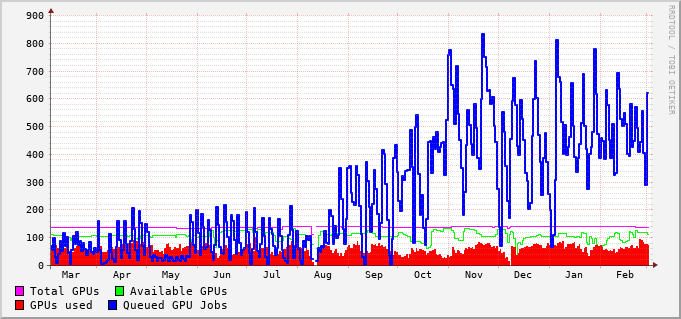 900
800
700
600
500
400
300
200
100
0
Mar Apr May Jun Jul Aug Sep Oct Nov Dec Jan Feb
Total GPUs Available GPUs
GPUs used Queued GPU Jobs
RRDTOOL / TOBI OETIKER